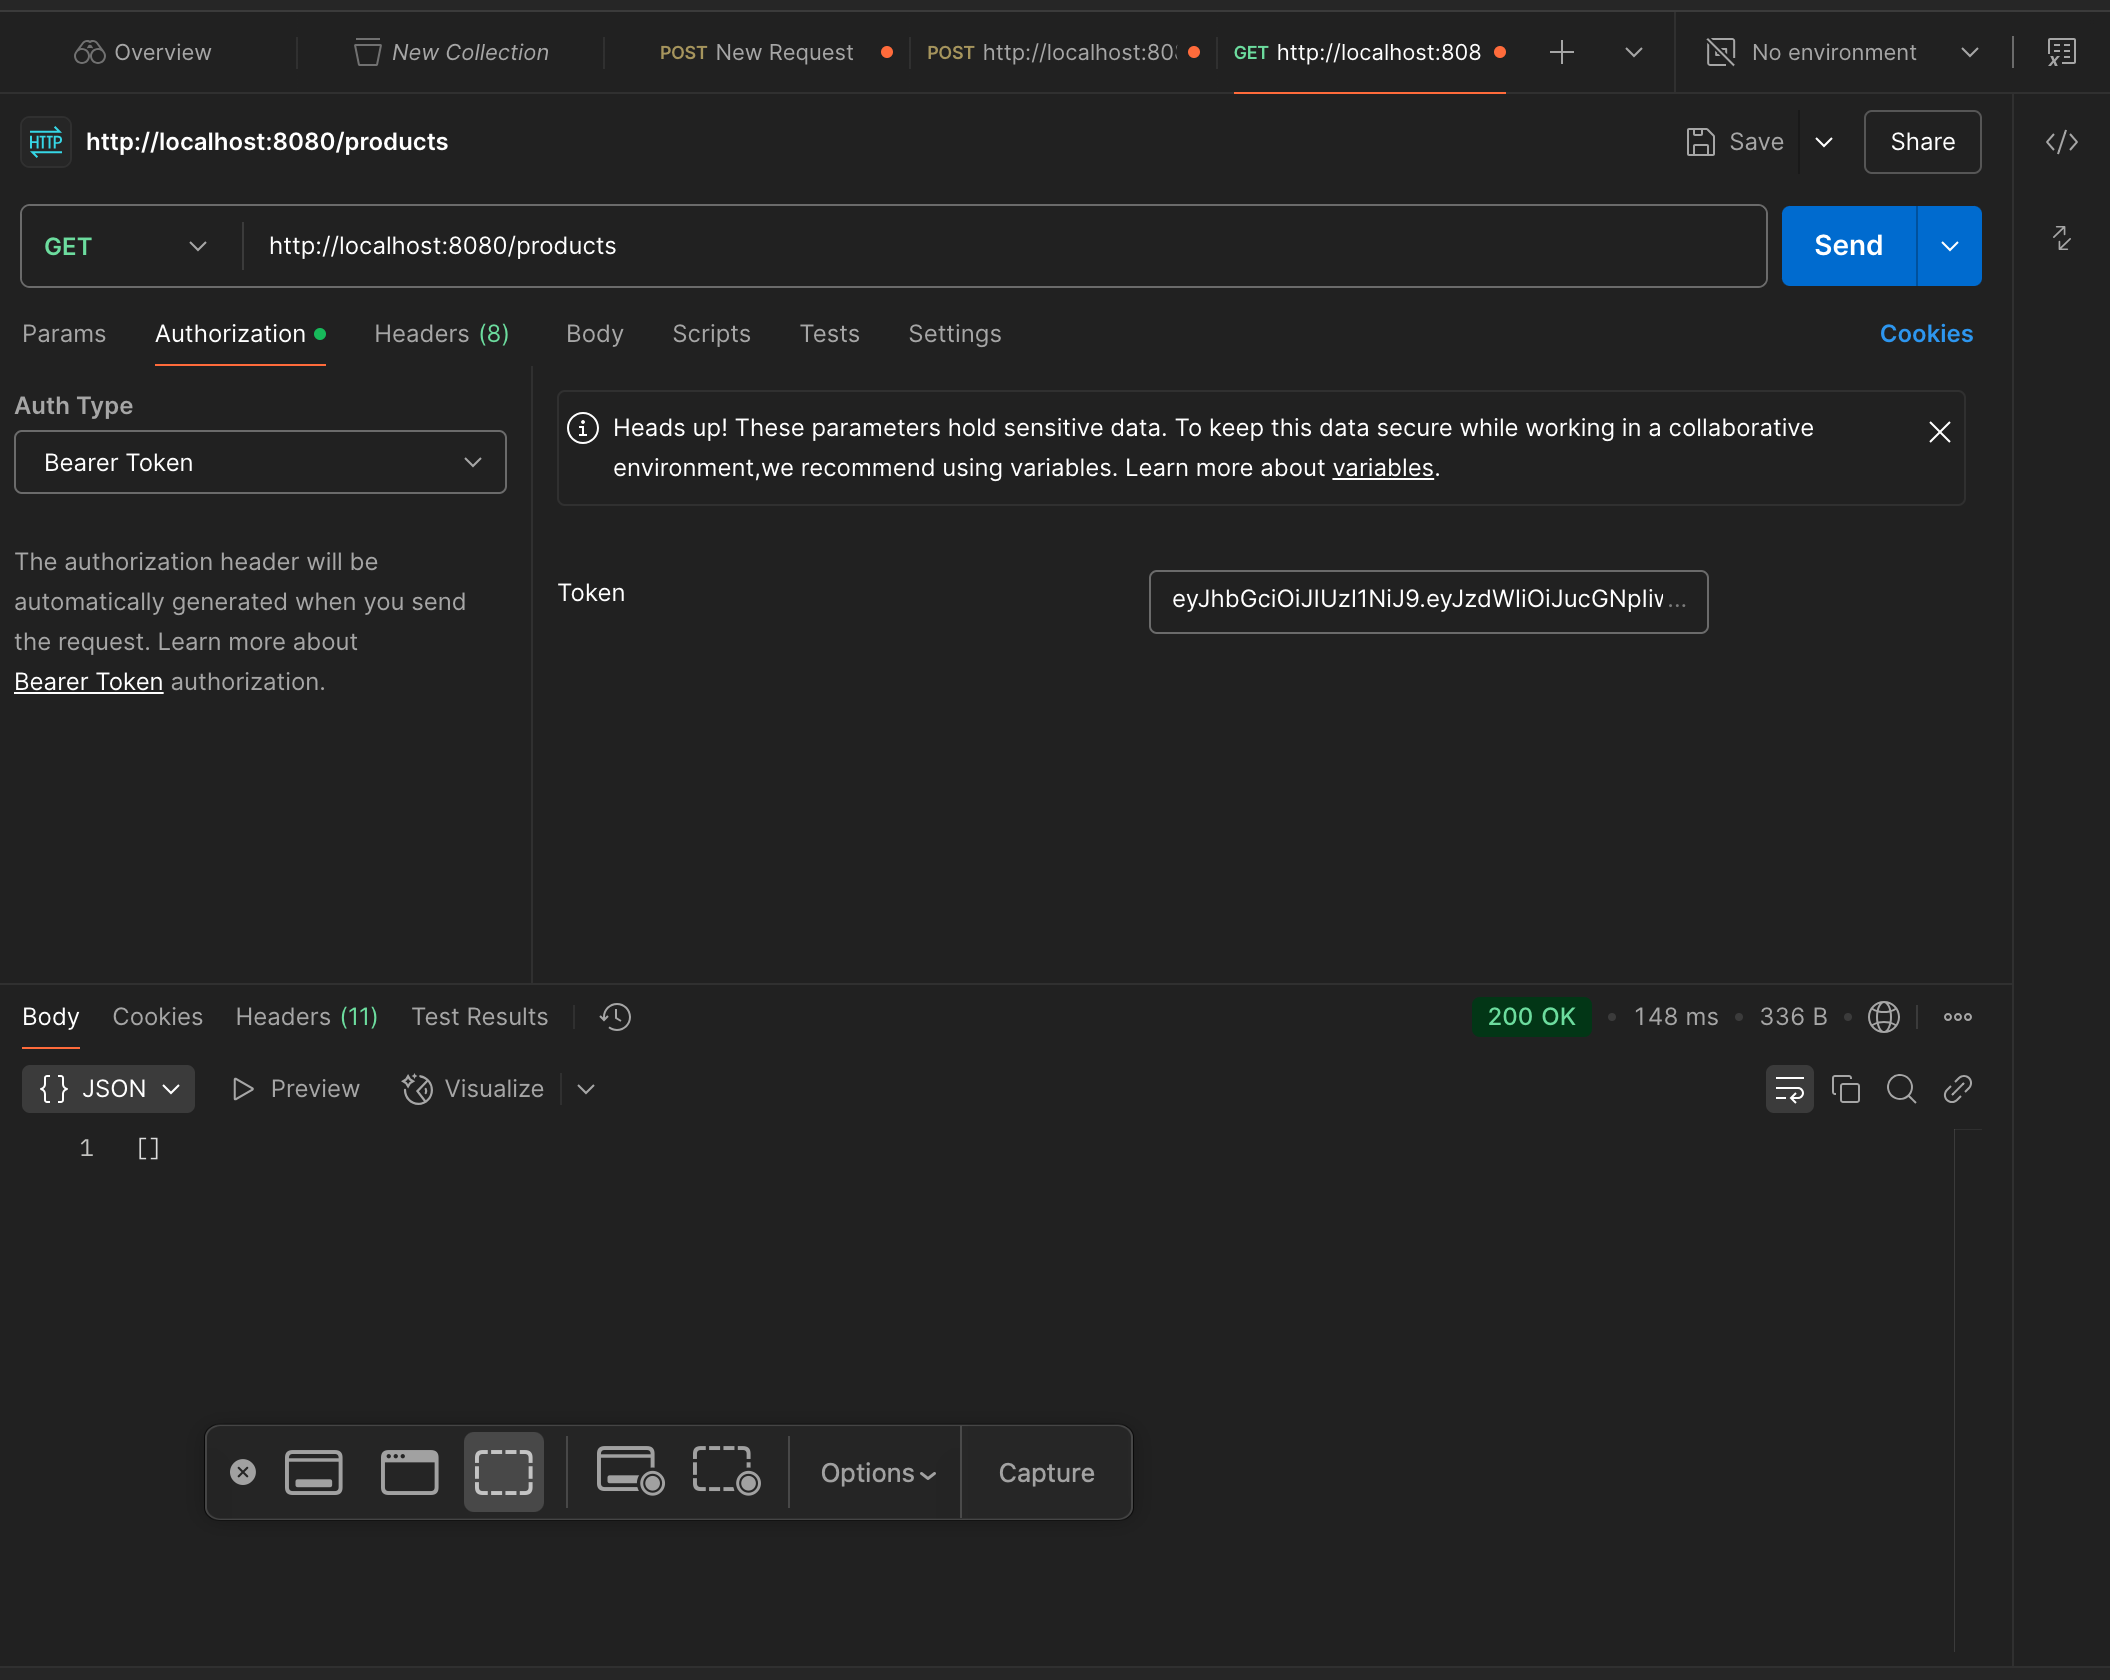 Overview
New Collection
POST New Request
POST http://localhost:80
GET http://localhost:808
No environment
HTTP http://localhost:8080/products
Save
Share
GET http://localhost:8080/products
Send
Params
Authorization
Headers (8)
Body
Scripts
Tests
Settings
Cookies
Auth Type
Bearer Token
The authorization header will be
automatically generated when you send
the request. Learn more about
Bearer Token authorization.
Heads up! These parameters hold sensitive data. To keep this data secure while working in a collaborative
environment,we recommend using variables. Learn more about variables.
Token
eyJhbGciOiJIUzI1NiJ9.eyJzdWIiOiJucGNpIiw...
Body
Cookies
Headers (11)
Test Results
200 OK
148 ms
336 B
{ } JSON
Preview
Visualize
1 []
Options
Capture